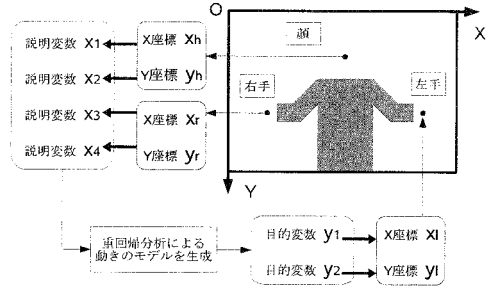 O
X
説明変数 x1
説明変数 x2
説明変数 x3
説明変数 x4
X座標 xh
Y座標 yh
X座標 xr
Y座標 yr
顔
右手
左手
Y
重回帰分析による
動きのモデルを生成
目的変数 y1
目的変数 y2
X座標 xl
Y座標 yl